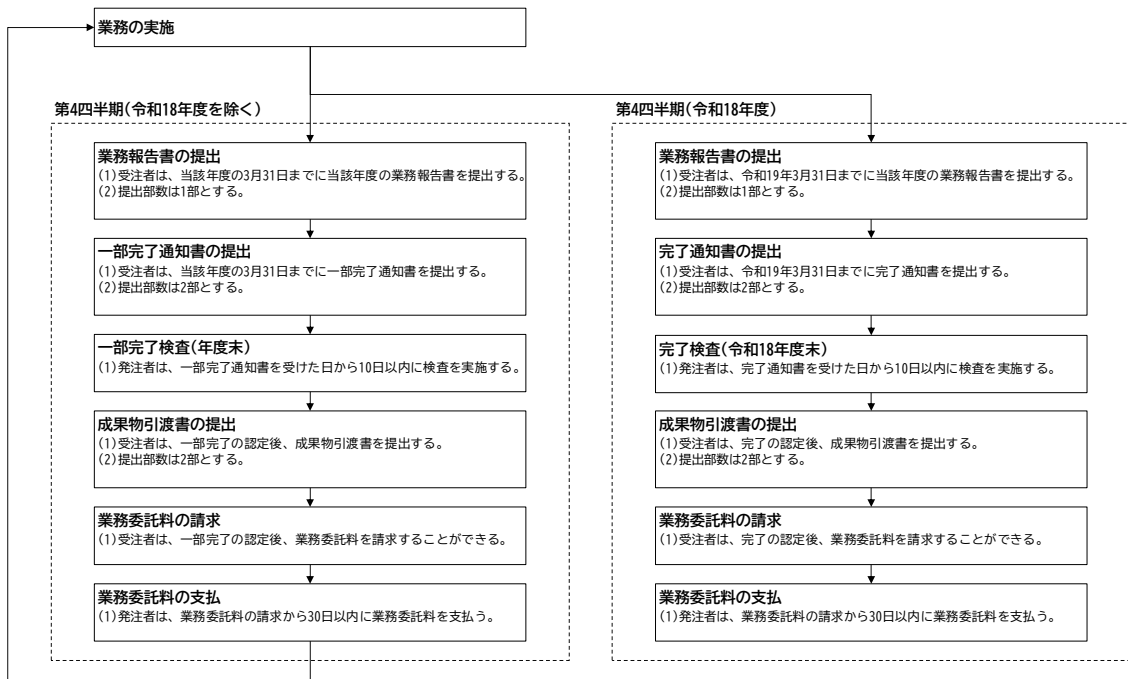 業務の実施
第4四半期(令和18年度を除く)
業務報告書の提出
(1)受注者は、当該年度の3月31日までに当該年度の業務報告書を提出する。
(2)提出部数は1部とする。
一部完了通知書の提出
(1)受注者は、当該年度の3月31日までに一部完了通知書を提出する。
(2)提出部数は2部とする。
一部完了検査(年度末)
(1)発注者は、一部完了通知書を受けた日から10日以内に検査を実施する。
成果物引渡書の提出
(1)受注者は、一部完了の認定後、成果物引渡書を提出する。
(2)提出部数は2部とする。
業務委託料の請求
(1)受注者は、一部完了の認定後、業務委託料を請求することができる。
業務委託料の支払
(1)発注者は、業務委託料の請求から30日以内に業務委託料を支払う。
第4四半期(令和18年度)
業務報告書の提出
(1)受注者は、令和19年3月31日までに当該年度の業務報告書を提出する。
(2)提出部数は1部とする。
完了通知書の提出
(1)受注者は、令和19年3月31日までに完了通知書を提出する。
(2)提出部数は2部とする。
完了検査(令和18年度末)
(1)発注者は、完了通知書を受けた日から10日以内に検査を実施する。
成果物引渡書の提出
(1)受注者は、完了の認定後、成果物引渡書を提出する。
(2)提出部数は2部とする。
業務委託料の請求
(1)受注者は、完了の認定後、業務委託料を請求することができる。
業務委託料の支払
(1)発注者は、業務委託料の請求から30日以内に業務委託料を支払う。